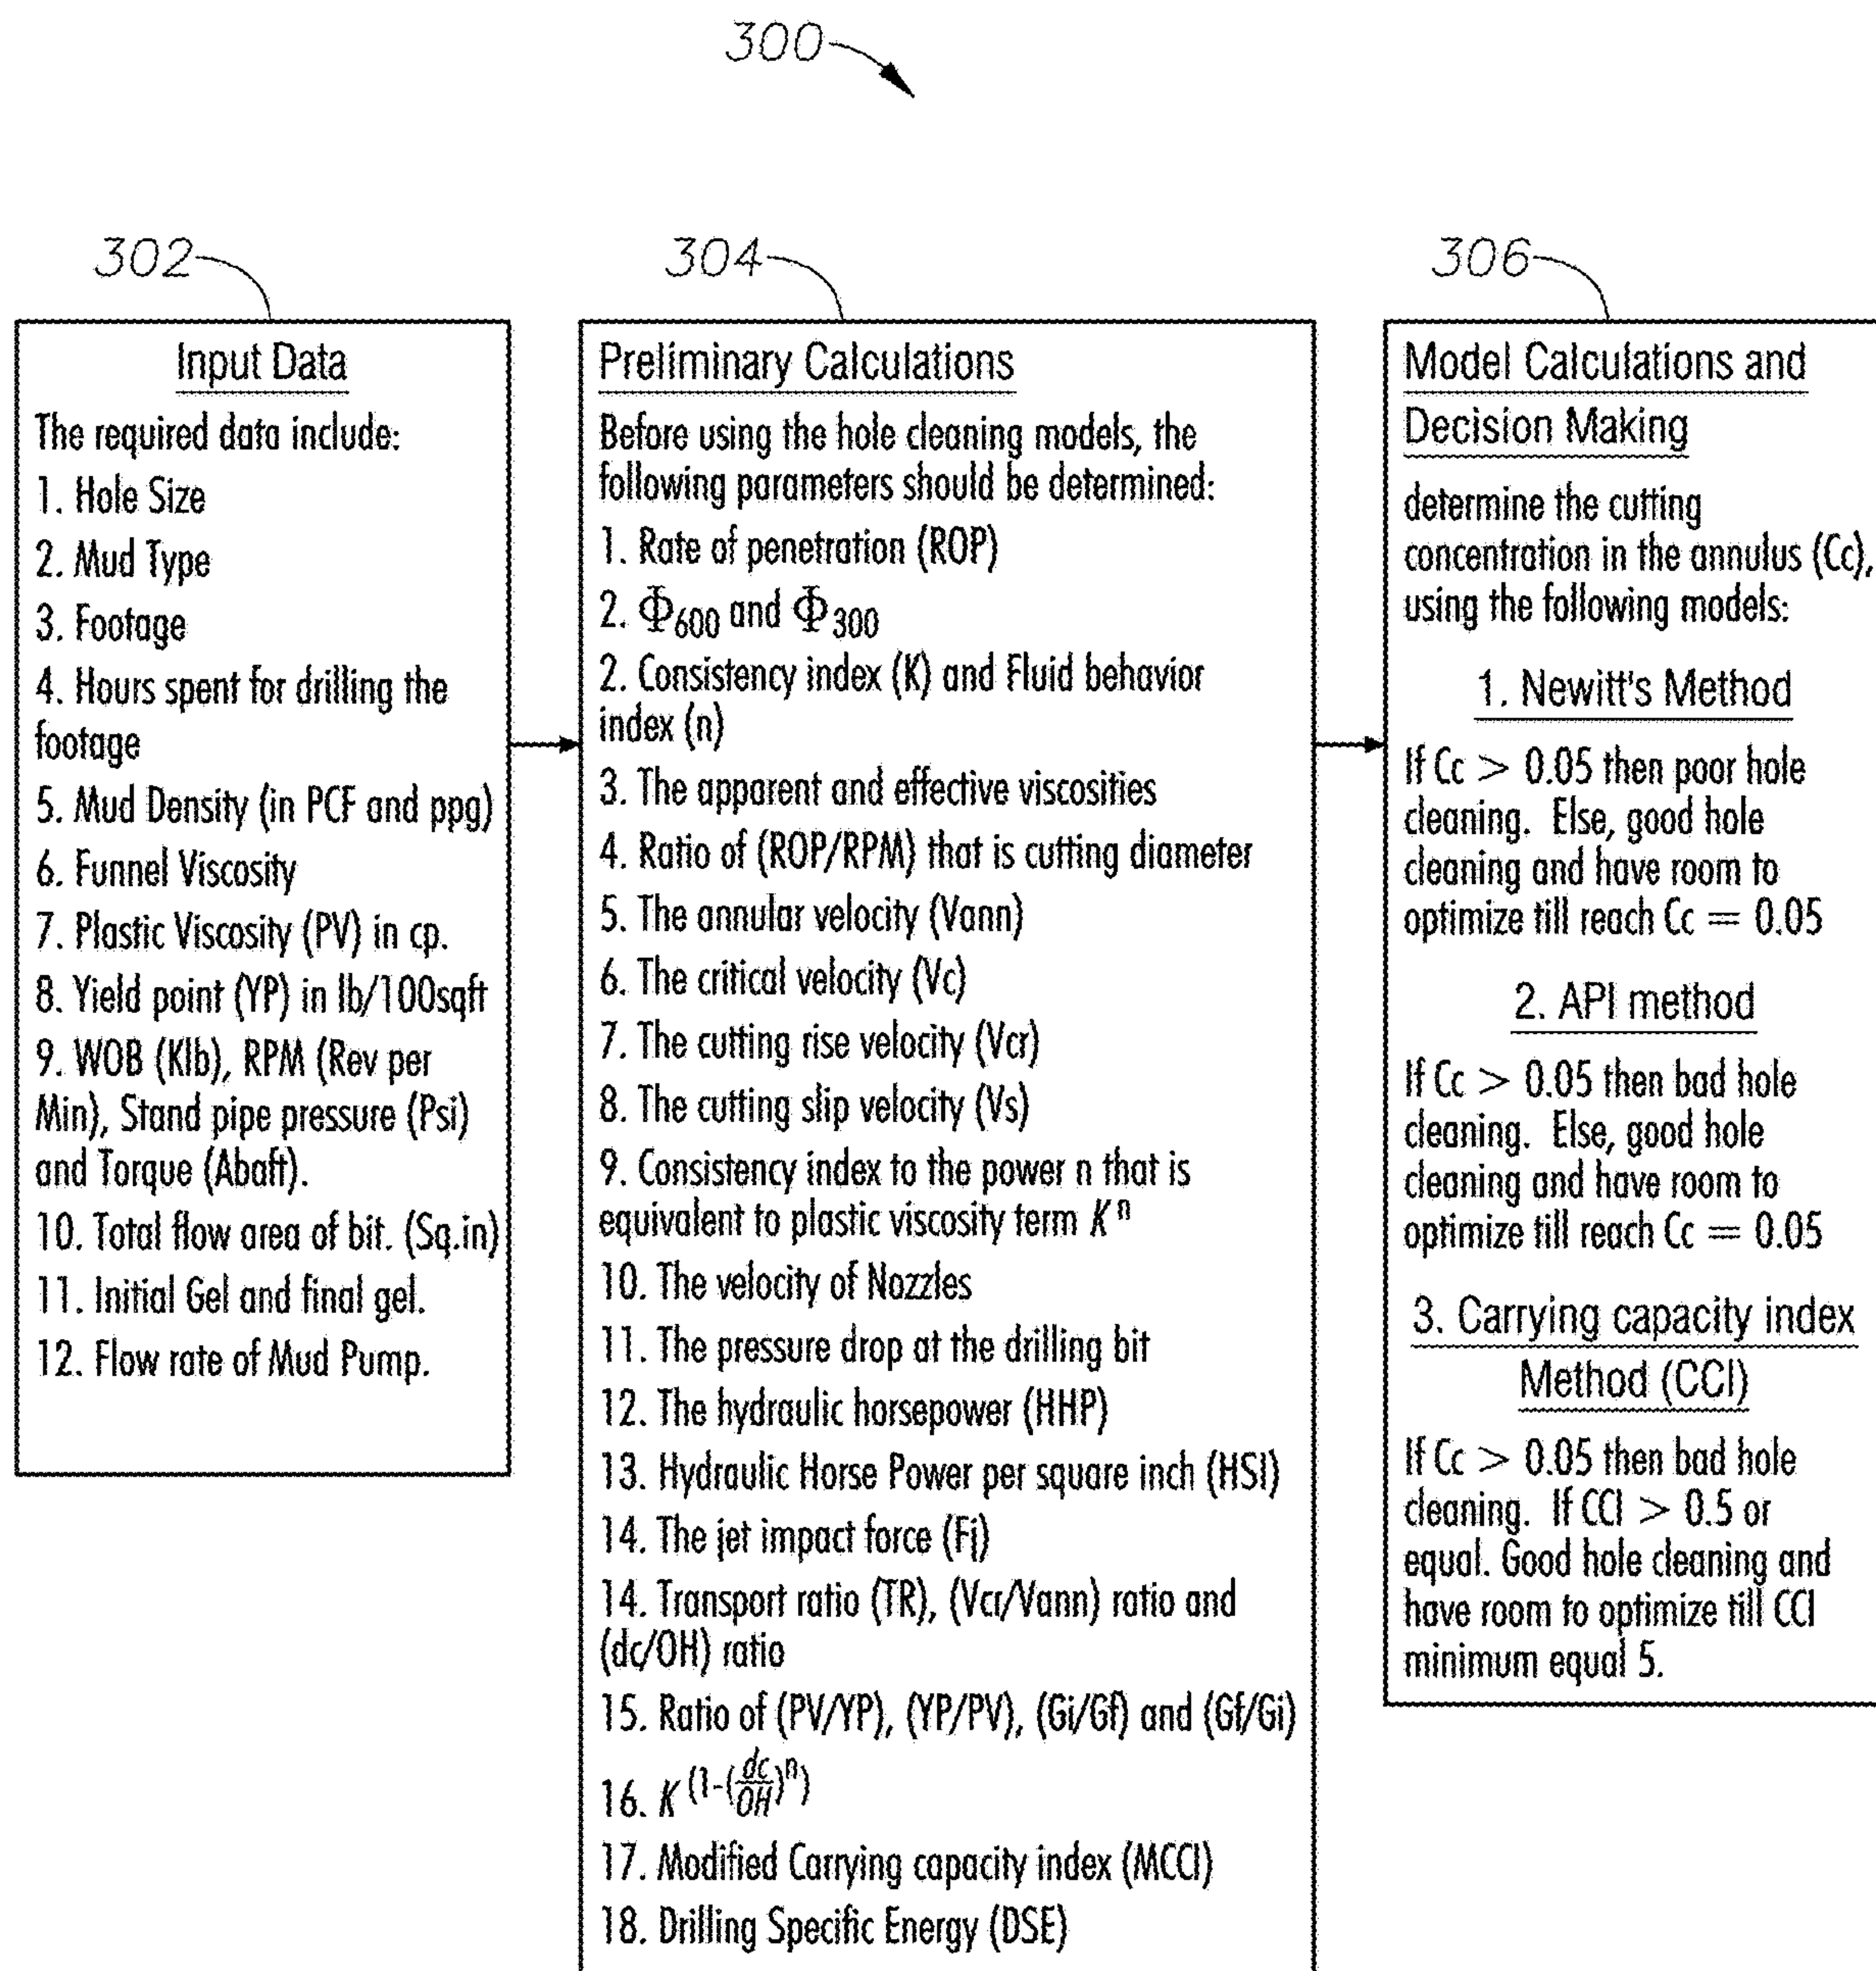 300
302
Input Data
The required data include:
1. Hole Size
2. Mud Type
3. Footage
4. Hours spent for drilling the
footage
5. Mud Density (in PCF and ppg)
6. Funnel Viscosity
7. Plastic Viscosity (PV) in cp.
8. Yield point (YP) in lb/100sqft
9. WOB (Klb), RPM (Rev per
Min), Stand pipe pressure (Psi)
and Torque (Abaft).
10. Total flow area of bit. (Sq.in)
11. Initial Gel and final gel.
12. Flow rate of Mud Pump.
304
Preliminary Calculations
Before using the hole cleaning models, the
following parameters should be determined:
1. Rate of penetration (ROP)
2. Φ600 and Φ300
2. Consistency index (K) and Fluid behavior
index (n)
3. The apparent and effective viscosities
4. Ratio of (ROP/RPM) that is cutting diameter
5. The annular velocity (Vann)
6. The critical velocity (Vc)
7. The cutting rise velocity (Vcr)
8. The cutting slip velocity (Vs)
9. Consistency index to the power n that is
equivalent to plastic viscosity term K^n
10. The velocity of Nozzles
11. The pressure drop at the drilling bit
12. The hydraulic horsepower (HHP)
13. Hydraulic Horse Power per square inch (HSI)
14. The jet impact force (Fj)
14. Transport ratio (TR), (Vcr/Vann) ratio and
(dc/OH) ratio
15. Ratio of (PV/YP), (YP/PV), (Gi/Gf) and (Gf/Gi)
16. K^(1-(dc/OH)^n)
17. Modified Carrying capacity index (MCCI)
18. Drilling Specific Energy (DSE)
306
Model Calculations and
Decision Making
determine the cutting
concentration in the annulus (Cc),
using the following models:
1. Newitt's Method
If Cc > 0.05 then poor hole
cleaning. Else, good hole
cleaning and have room to
optimize till reach Cc = 0.05
2. API method
If Cc > 0.05 then bad hole
cleaning. Else, good hole
cleaning and have room to
optimize till reach Cc = 0.05
3. Carrying capacity index
Method (CCI)
If Cc > 0.05 then bad hole
cleaning. If CCI > 0.5 or
equal. Good hole cleaning and
have room to optimize till CCI
minimum equal 5.